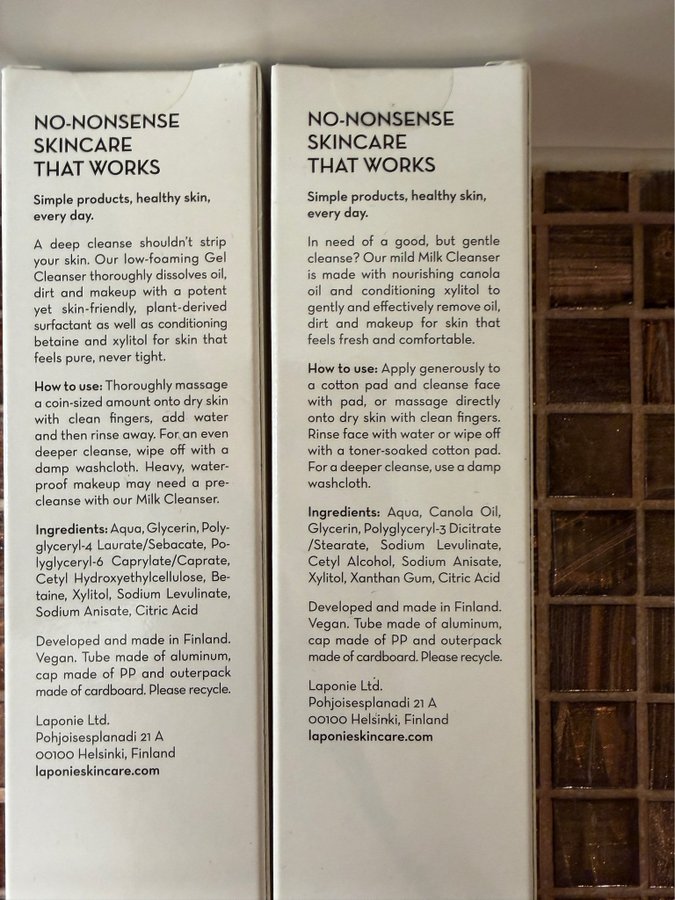 NO-NONSENSE
SKINCARE
THAT WORKS
Simple products, healthy skin,
every day.
A deep cleanse shouldn't strip
your skin. Our low-foaming Gel
Cleanser thoroughly dissolves oil,
dirt and makeup with a potent
yet skin-friendly, plant-derived
surfactant as well as conditioning
betaine and xylitol for skin that
feels pure, never tight.
How to use: Thoroughly massage
a coin-sized amount onto dry skin
with clean fingers, add water
and then rinse away. For an even
deeper cleanse, wipe off with a
damp washcloth. Heavy, water-
proof makeup may need a pre-
cleanse with our Milk Cleanser.
Ingredients: Aqua, Glycerin, Poly-
glyceryl-4 Laurate/Sebacate, Po-
lyglyceryl-6 Caprylate/Caprate,
Cetyl Hydroxyethylcellulose, Be-
taine, Xylitol, Sodium Levulinate,
Sodium Anisate, Citric Acid
Developed and made in Finland.
Vegan. Tube made of aluminum,
cap made of PP and outerpack
made of cardboard. Please recycle.
Laponie Ltd.
Pohjoisesplanadi 21 A
00100 Helsinki, Finland
laponieskincare.com
NO-NONSENSE
SKINCARE
THAT WORKS
Simple products, healthy skin,
every day.
In need of a good, but gentle
cleanse? Our mild Milk Cleanser
is made with nourishing canola
oil and conditioning xylitol to
gently and effectively remove oil,
dirt and makeup for skin that
feels fresh and comfortable.
How to use: Apply generously to
a cotton pad and cleanse face
with pad, or massage directly
onto dry skin with clean fingers.
Rinse face with water or wipe off
with a toner-soaked cotton pad.
For a deeper cleanse, use a damp
washcloth.
Ingredients: Aqua, Canola Oil,
Glycerin, Polyglyceryl-3 Dicitrate
/Stearate, Sodium Levulinate,
Cetyl Alcohol, Sodium Anisate,
Xylitol, Xanthan Gum, Citric Acid
Developed and made in Finland.
Vegan. Tube made of aluminum,
cap made of PP and outerpack
made of cardboard. Please recycle.
Laponie Ltd.
Pohjoisesplanadi 21 A
00100 Helsinki, Finland
laponieskincare.com